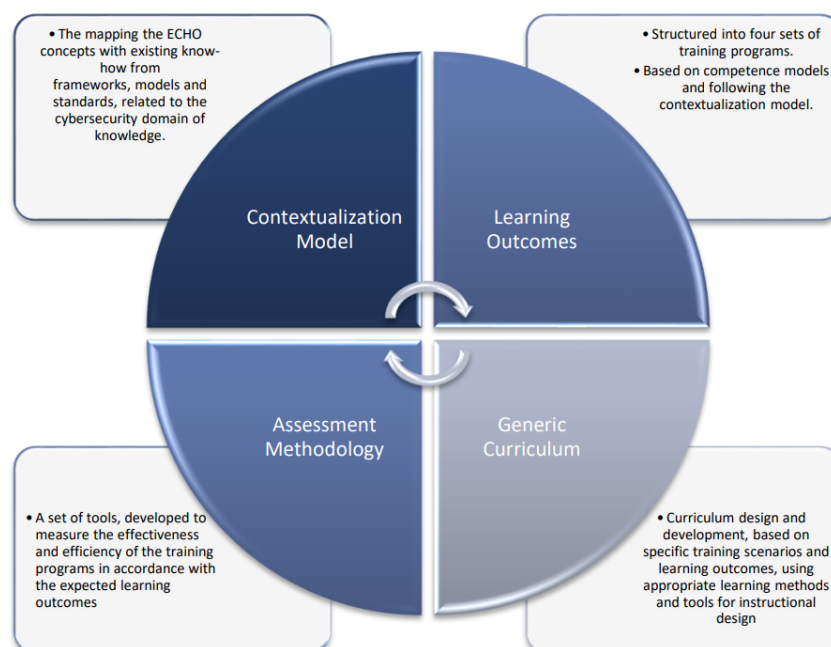 • The mapping the ECHO
concepts with existing know-
how from
frameworks, models and
standards, related to the
cybersecurity domain of
knowledge.
• Structured into four sets of
training programs.
• Based on competence models
and following the
contextualization model.
Contextualization
Model
Learning
Outcomes
Assessment
Methodology
Generic
Curriculum
• A set of tools, developed to
measure the effectiveness
and efficiency of the training
programs in accordance with
the expected learning
outcomes
• Curriculum design and
development, based on
specific training scenarios and
learning outcomes, using
appropriate learning methods
and tools for instructional
design